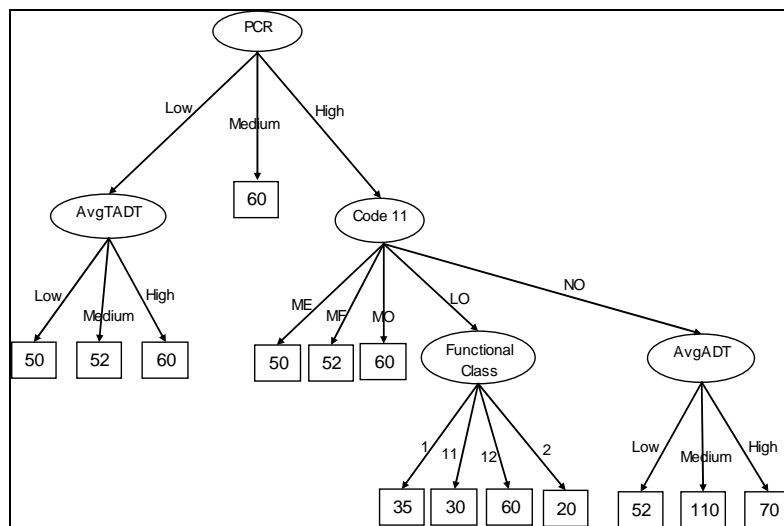 PCR
Low
Medium
High
60
AvgTADT
Code 11
Low
Medium
High
ME
MF
MO
LO
NO
50
52
60
50
52
60
Functional
Class
AvgADT
1
11
12
2
Low
Medium
High
35
30
60
20
52
110
70